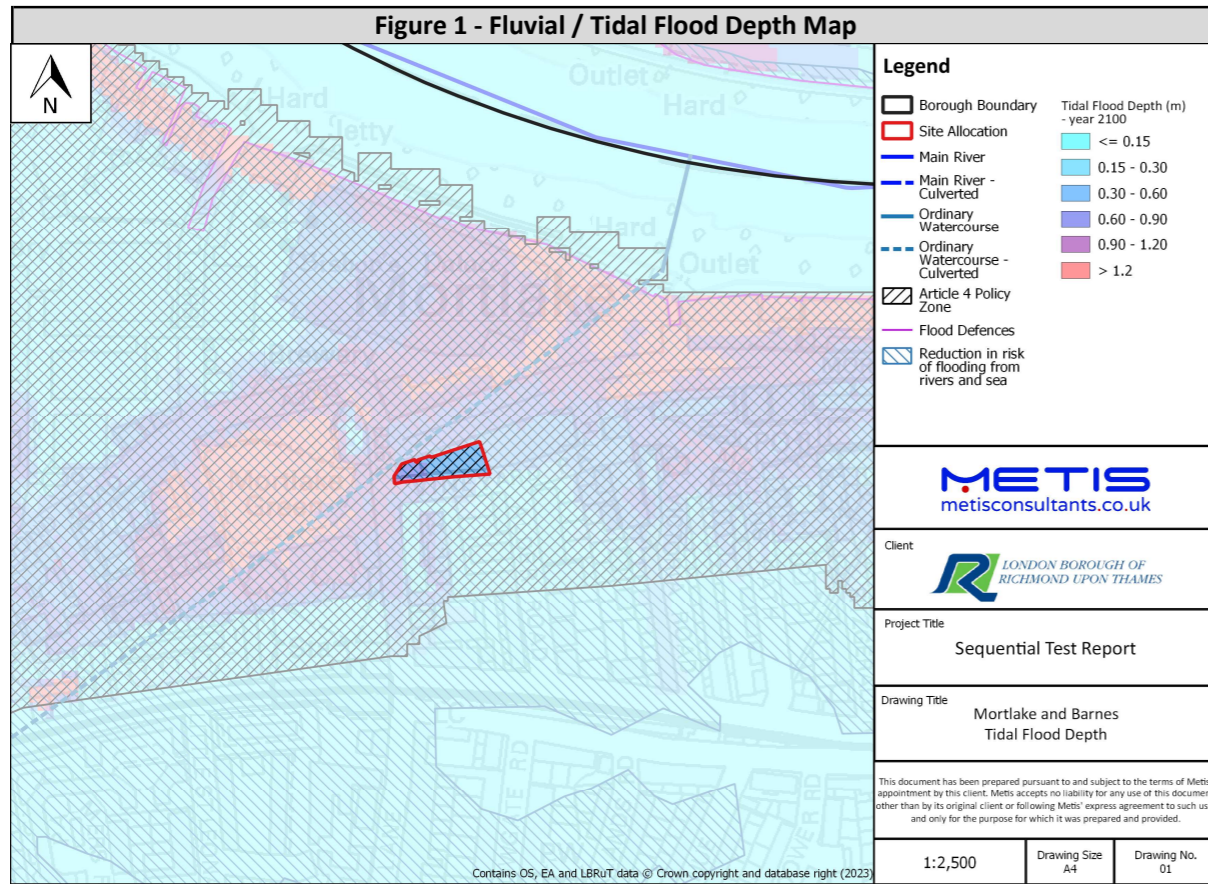 Figure 1 - Fluvial / Tidal Flood Depth Map
N
Outlet
Hard
Hard
Jetty
Hard
Outlet
Contains OS, EA and LBRuT data © Crown copyright and database right (2023)
Legend
Borough Boundary
Site Allocation
Main River
Main River -
Culverted
Ordinary
Watercourse
Ordinary
Watercourse -
Culverted
Article 4 Policy
Zone
Flood Defences
Reduction in risk
of flooding from
rivers and sea
Tidal Flood Depth (m)
- year 2100
<= 0.15
0.15 - 0.30
0.30 - 0.60
0.60 - 0.90
0.90 - 1.20
> 1.2
METIS
metisconsultants.co.uk
Client
LONDON BOROUGH OF
RICHMOND UPON THAMES
Project Title
Sequential Test Report
Drawing Title
Mortlake and Barnes
Tidal Flood Depth
This document has been prepared pursuant to and subject to the terms of Metis
appointment by this client. Metis accepts no liability for any use of this documen
other than by its original client or following Metis' express agreement to such us
and only for the purpose for which it was prepared and provided.
1:2,500
Drawing Size
A4
Drawing No.
01